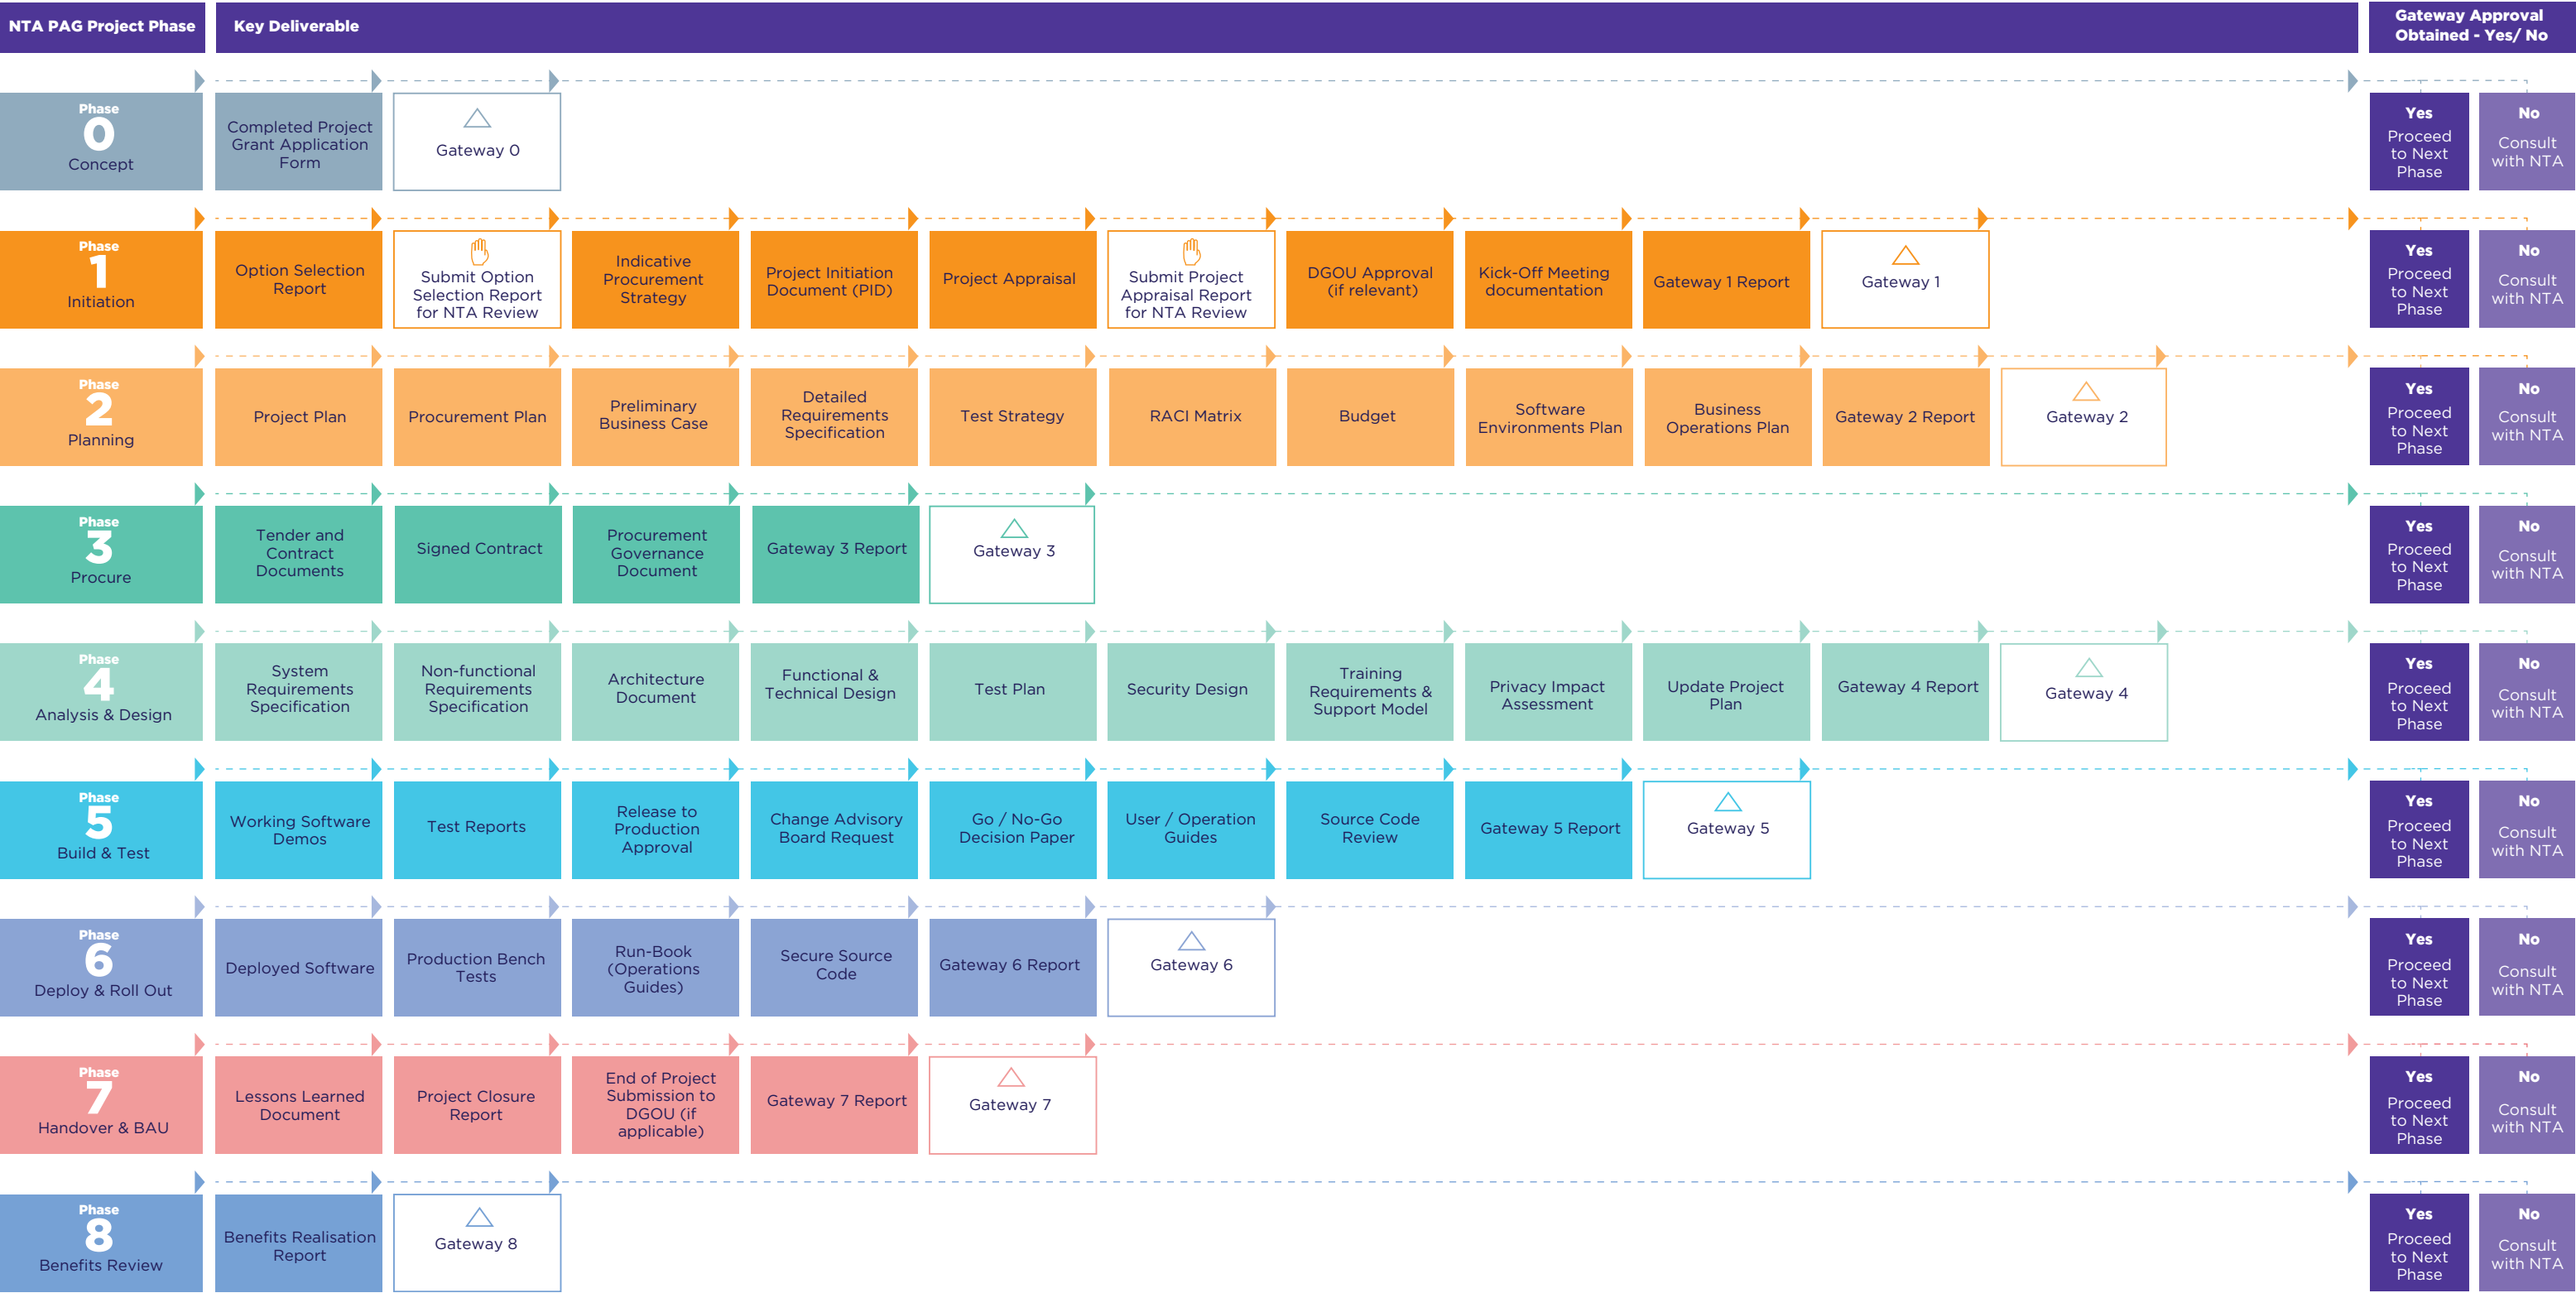 NTA PAG Project Phase
Key Deliverable
Gateway Approval
Obtained - Yes/ No
Phase
0
Concept
Completed Project
Grant Application
Form
Gateway 0
Yes
Proceed
to Next
Phase
No
Consult
with NTA
Phase
1
Initiation
Option Selection
Report
Submit Option
Selection Report
for NTA Review
Indicative
Procurement
Strategy
Project Initiation
Document (PID)
Project Appraisal
Submit Project
Appraisal Report
for NTA Review
DGOU Approval
(if relevant)
Kick-Off Meeting
documentation
Gateway 1 Report
Gateway 1
Yes
Proceed
to Next
Phase
No
Consult
with NTA
Phase
2
Planning
Project Plan
Procurement Plan
Preliminary
Business Case
Detailed
Requirements
Specification
Test Strategy
RACI Matrix
Budget
Software
Environments Plan
Business
Operations Plan
Gateway 2 Report
Gateway 2
Yes
Proceed
to Next
Phase
No
Consult
with NTA
Phase
3
Procure
Tender and
Contract
Documents
Signed Contract
Procurement
Governance
Document
Gateway 3 Report
Gateway 3
Yes
Proceed
to Next
Phase
No
Consult
with NTA
Phase
4
Analysis & Design
System
Requirements
Specification
Non-functional
Requirements
Specification
Architecture
Document
Functional &
Technical Design
Test Plan
Security Design
Training
Requirements &
Support Model
Privacy Impact
Assessment
Update Project
Plan
Gateway 4 Report
Gateway 4
Yes
Proceed
to Next
Phase
No
Consult
with NTA
Phase
5
Build & Test
Working Software
Demos
Test Reports
Release to
Production
Approval
Change Advisory
Board Request
Go / No-Go
Decision Paper
User / Operation
Guides
Source Code
Review
Gateway 5 Report
Gateway 5
Yes
Proceed
to Next
Phase
No
Consult
with NTA
Phase
6
Deploy & Roll Out
Deployed Software
Production Bench
Tests
Run-Book
(Operations
Guides)
Secure Source
Code
Gateway 6 Report
Gateway 6
Yes
Proceed
to Next
Phase
No
Consult
with NTA
Phase
7
Handover & BAU
Lessons Learned
Document
Project Closure
Report
End of Project
Submission to
DGOU (if
applicable)
Gateway 7 Report
Gateway 7
Yes
Proceed
to Next
Phase
No
Consult
with NTA
Phase
8
Benefits Review
Benefits Realisation
Report
Gateway 8
Yes
Proceed
to Next
Phase
No
Consult
with NTA